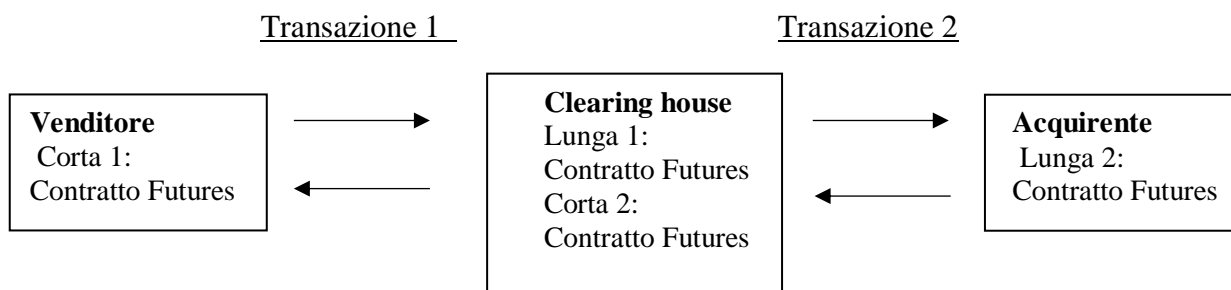 Transazione 1
Transazione 2
Venditore
Corta 1:
Contratto Futures
Clearing house
Lunga 1:
Contratto Futures
Corta 2:
Contratto Futures
Acquirente
Lunga 2:
Contratto Futures